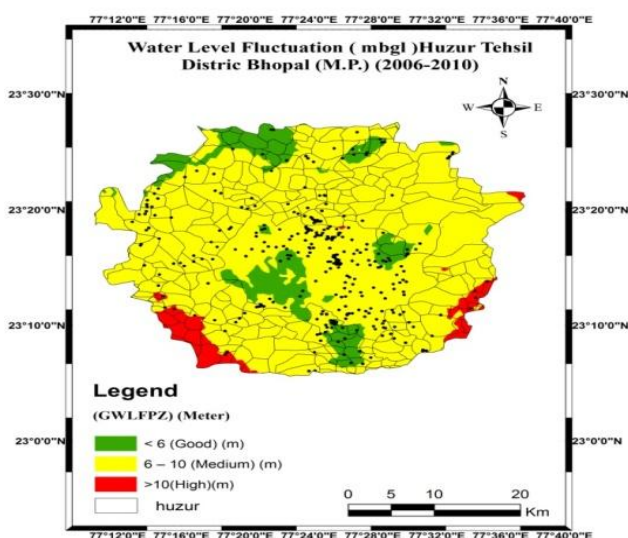 77°12'0"E 77°16'0"E 77°20'0"E 77°24'0"E 77°28'0"E 77°32'0"E 77°36'0"E 77°40'0"E
Water Level Fluctuation ( mbgl )Huzur Tehsil
Distric Bhopal (M.P.) (2006-2010)
23°30'0"N
23°30'0"N
N
W
E
S
23°20'0"N
23°20'0"N
23°10'0"N
23°10'0"N
Legend
(GWLFPZ) (Meter)
23°0'0"N
23°0'0"N
< 6 (Good) (m)
6 – 10 (Medium) (m)
>10(High)(m)
huzur
0 5 10 20
Km
77°12'0"E 77°16'0"E 77°20'0"E 77°24'0"E 77°28'0"E 77°32'0"E 77°36'0"E 77°40'0"E